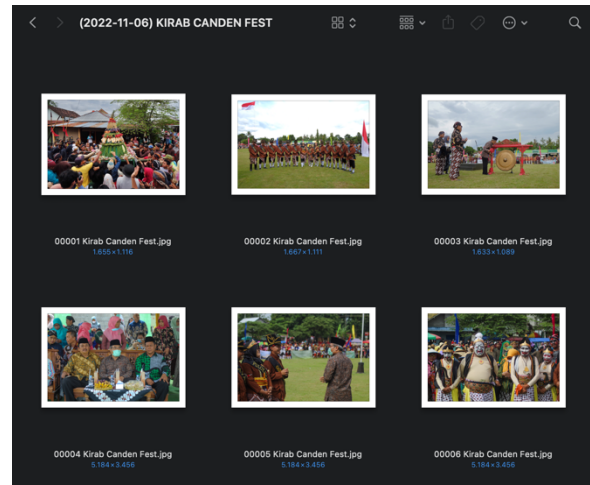 (2022-11-06) KIRAB CANDEN FEST
00001 Kirab Canden Fest.jpg
1.655×1.116
00002 Kirab Canden Fest.jpg
1.667×1.111
00003 Kirab Canden Fest.jpg
1.633×1.089
00004 Kirab Canden Fest.jpg
5.184×3.456
00005 Kirab Canden Fest.jpg
5.184×3.456
00006 Kirab Canden Fest.jpg
5.184×3.456